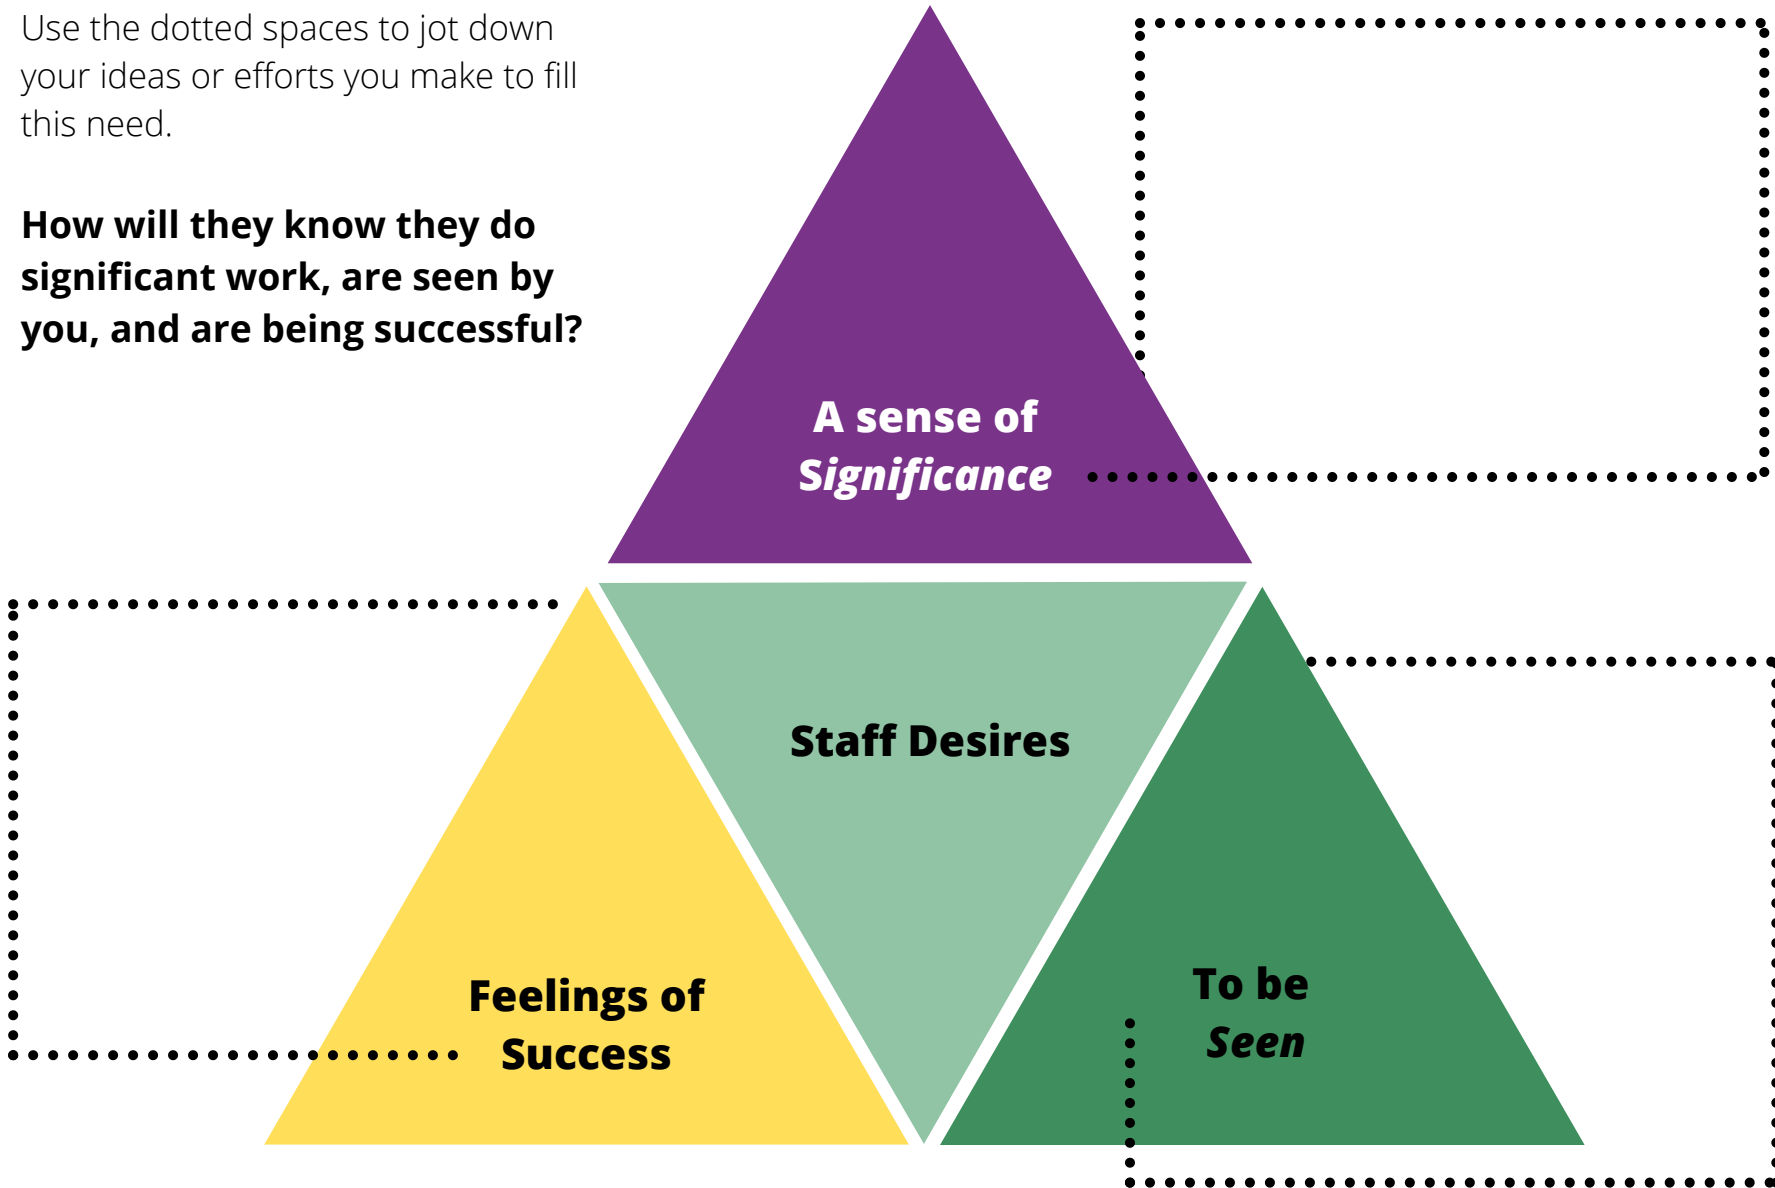 Use the dotted spaces to jot down
your ideas or efforts you make to fill
this need.
How will they know they do
significant work, are seen by
you, and are being successful?
A sense of
Significance
Staff Desires
Feelings of
Success
To be
Seen